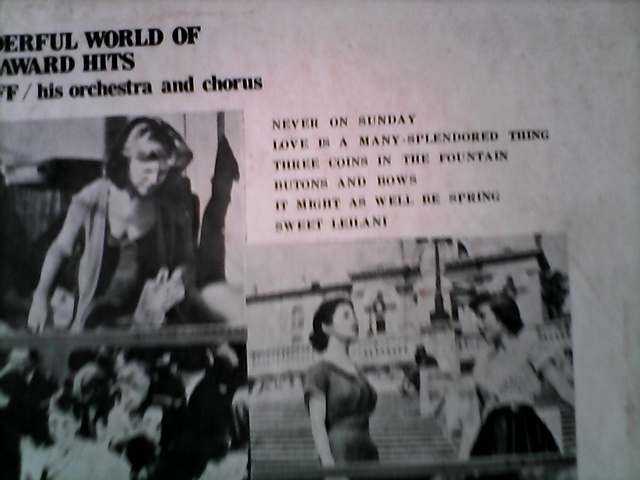 DERFUL WORLD OF
AWARD HITS
FF / his orchestra and chorus
NEVER ON SUNDAY
LOVE IS A MANY-SPLENDORED THING
THREE COINS IN THE FOUNTAIN
BUTONS AND BOWS
IT MIGHT AS WELL BE SPRING
SWEET LEILANI